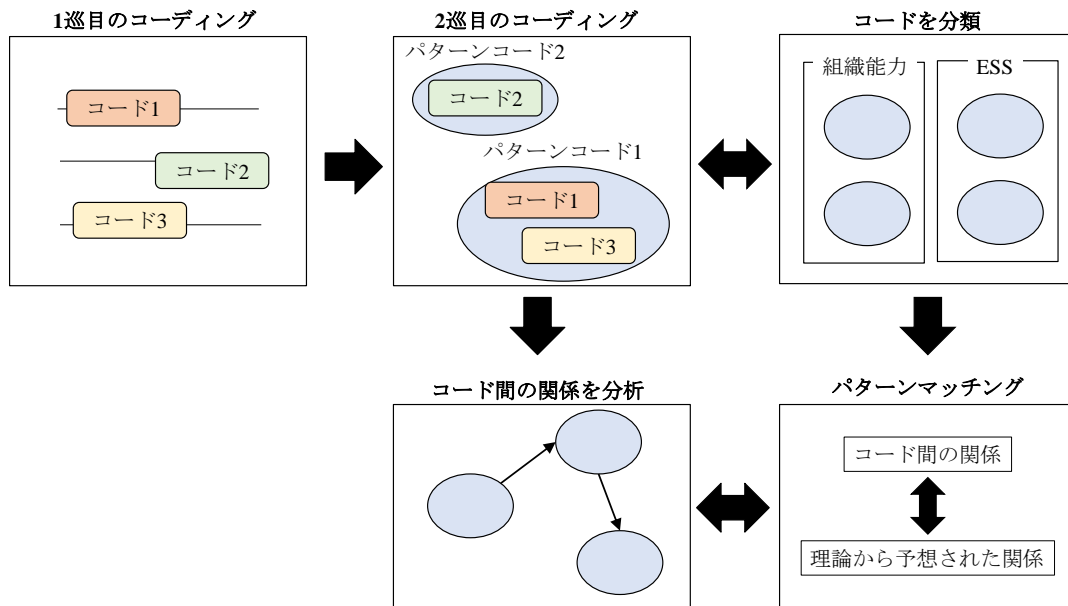 1巡目のコーディング
コード1
コード2
コード3
2巡目のコーディング
パターンコード2
コード2
パターンコード1
コード1
コード3
コードを分類
組織能力
ESS
コード間の関係を分析
パターンマッチング
コード間の関係
理論から予想された関係